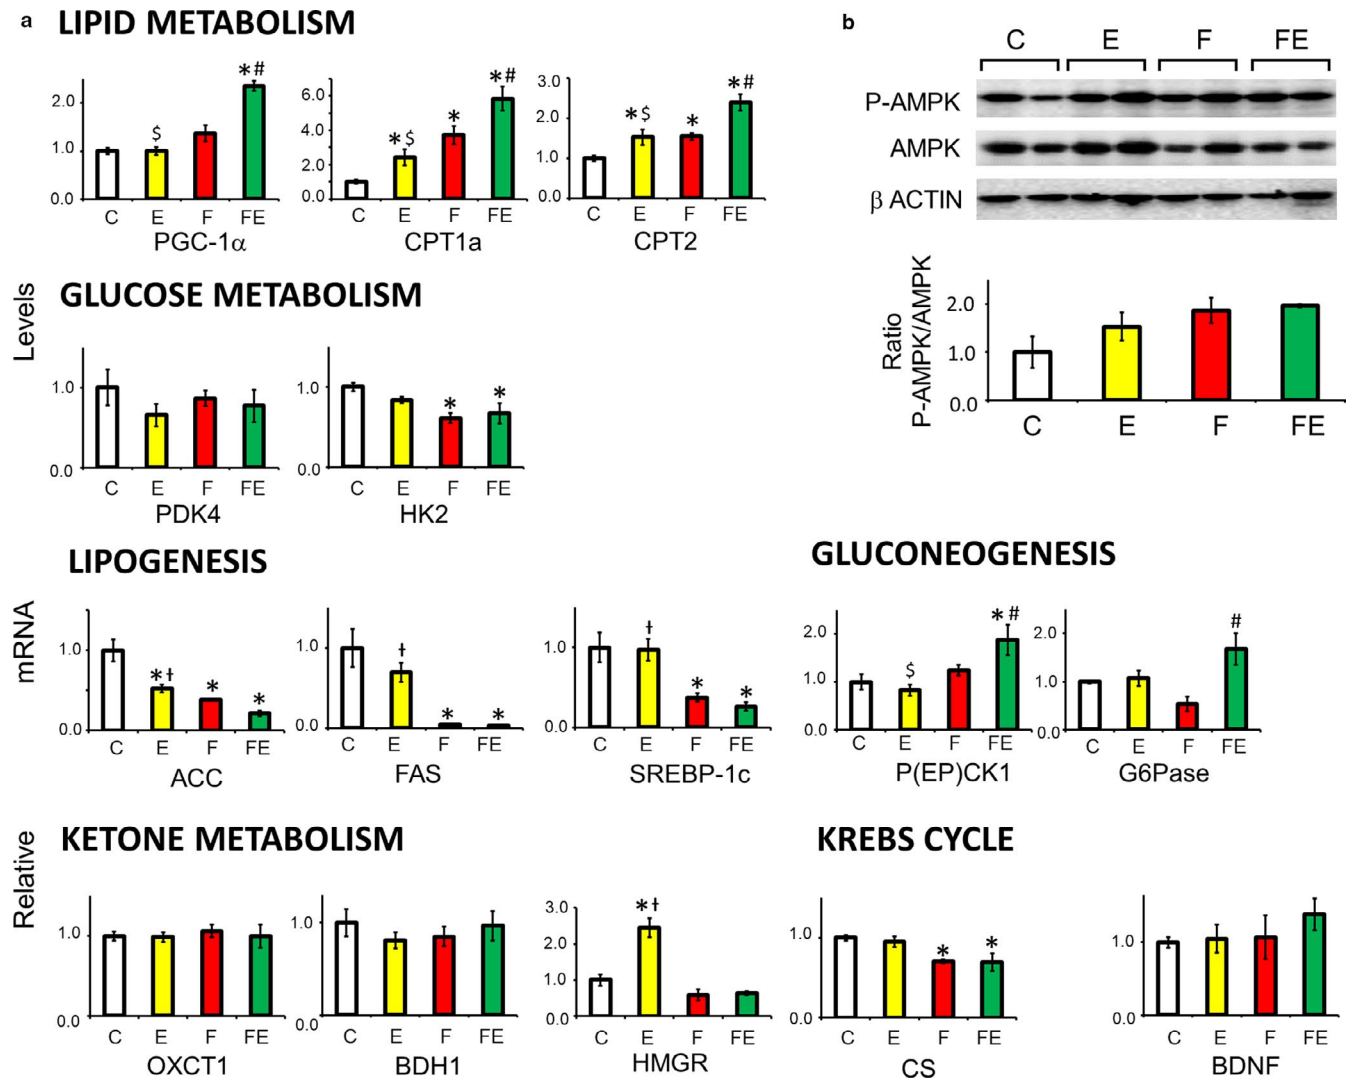 a LIPID METABOLISM
*#
2.0
$
1.0
0.0
C E F FE
PGC-1α
*#
6.0
*
4.0
*$
2.0
0.0
C E F FE
CPT1a
3.0
*#
*$ *
2.0
1.0
0.0
C E F FE
CPT2
b
C E F FE
P-AMPK
AMPK
β ACTIN
Ratio
P-AMPK/AMPK
2.0
1.0
0.0
C E F FE
Levels
GLUCOSE METABOLISM
1.0
0.0
C E F FE
PDK4
1.0
* *
0.0
C E F FE
HK2
mRNA
LIPOGENESIS
1.0
*ƚ * *
0.0
C E F FE
ACC
1.0
ƚ
* *
0.0
C E F FE
FAS
ƚ
1.0
* *
0.0
C E F FE
SREBP-1c
GLUCONEOGENESIS
*#
2.0
$
1.0
0.0
C E F FE
P(EP)CK1
#
2.0
1.0
0.0
C E F FE
G6Pase
Relative
KETONE METABOLISM
1.0
0.0
C E F FE
OXCT1
1.0
0.0
C E F FE
BDH1
3.0
*ƚ
2.0
1.0
0.0
C E F FE
HMGR
KREBS CYCLE
1.0
* *
0.0
C E F FE
CS
1.0
0.0
C E F FE
BDNF